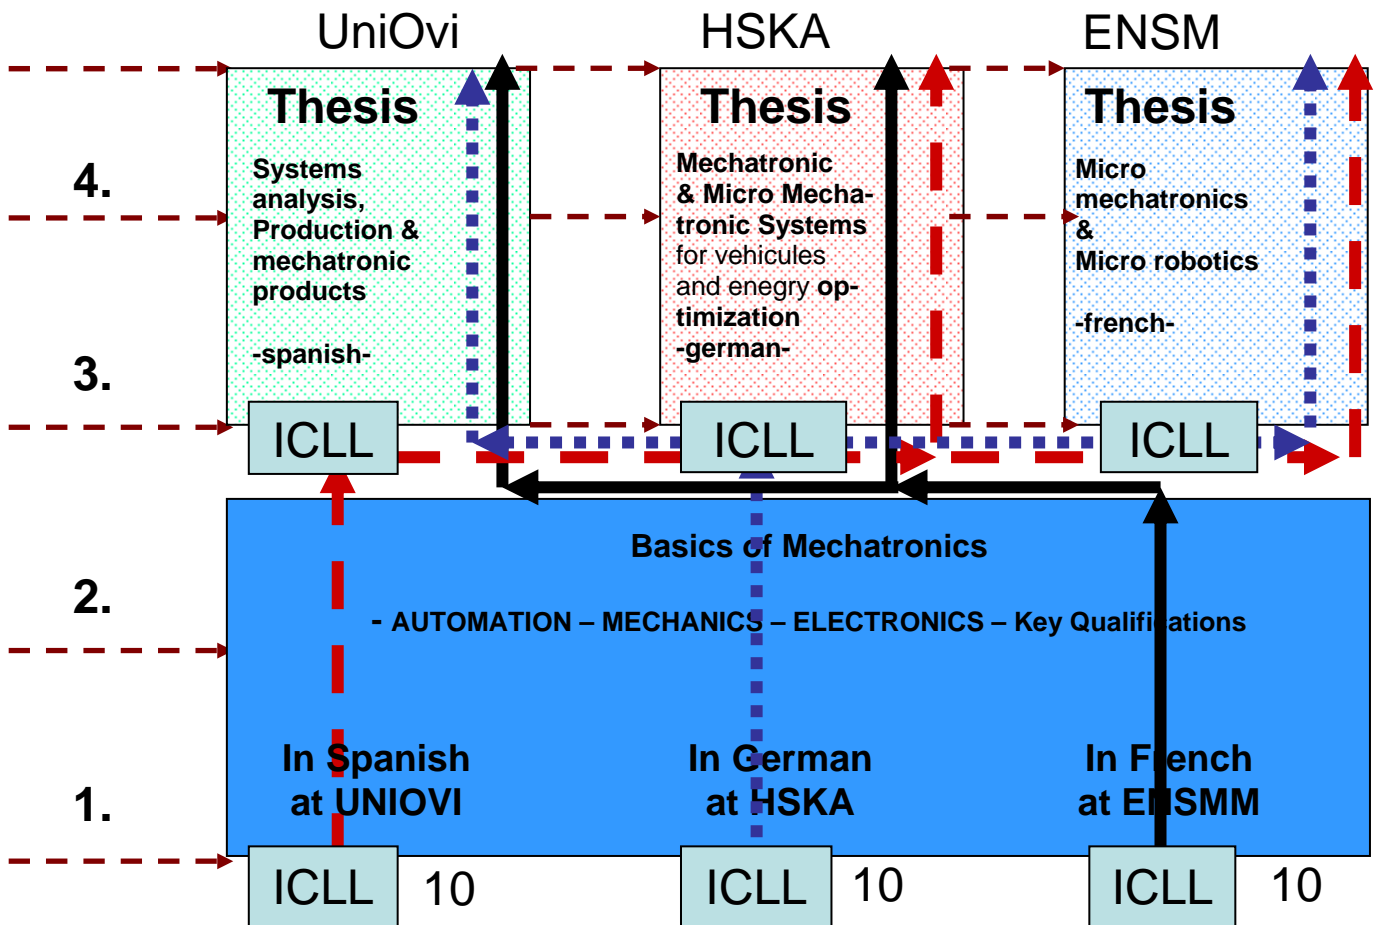 UniOvi
HSKA
ENSM
4.
3.
2.
1.
Thesis
Systems
analysis,
Production &
mechatronic
products
-spanish-
Thesis
Mechatronic
& Micro Mecha-
tronic Systems
for vehicules
and enegry op-
timization
-german-
Thesis
Micro
mechatronics
&
Micro robotics
-french-
ICLL
ICLL
ICLL
Basics of Mechatronics
- AUTOMATION – MECHANICS – ELECTRONICS – Key Qualifications
In Spanish
at UNIOVI
In German
at HSKA
In French
at ENSMM
ICLL
10
ICLL
10
ICLL
10